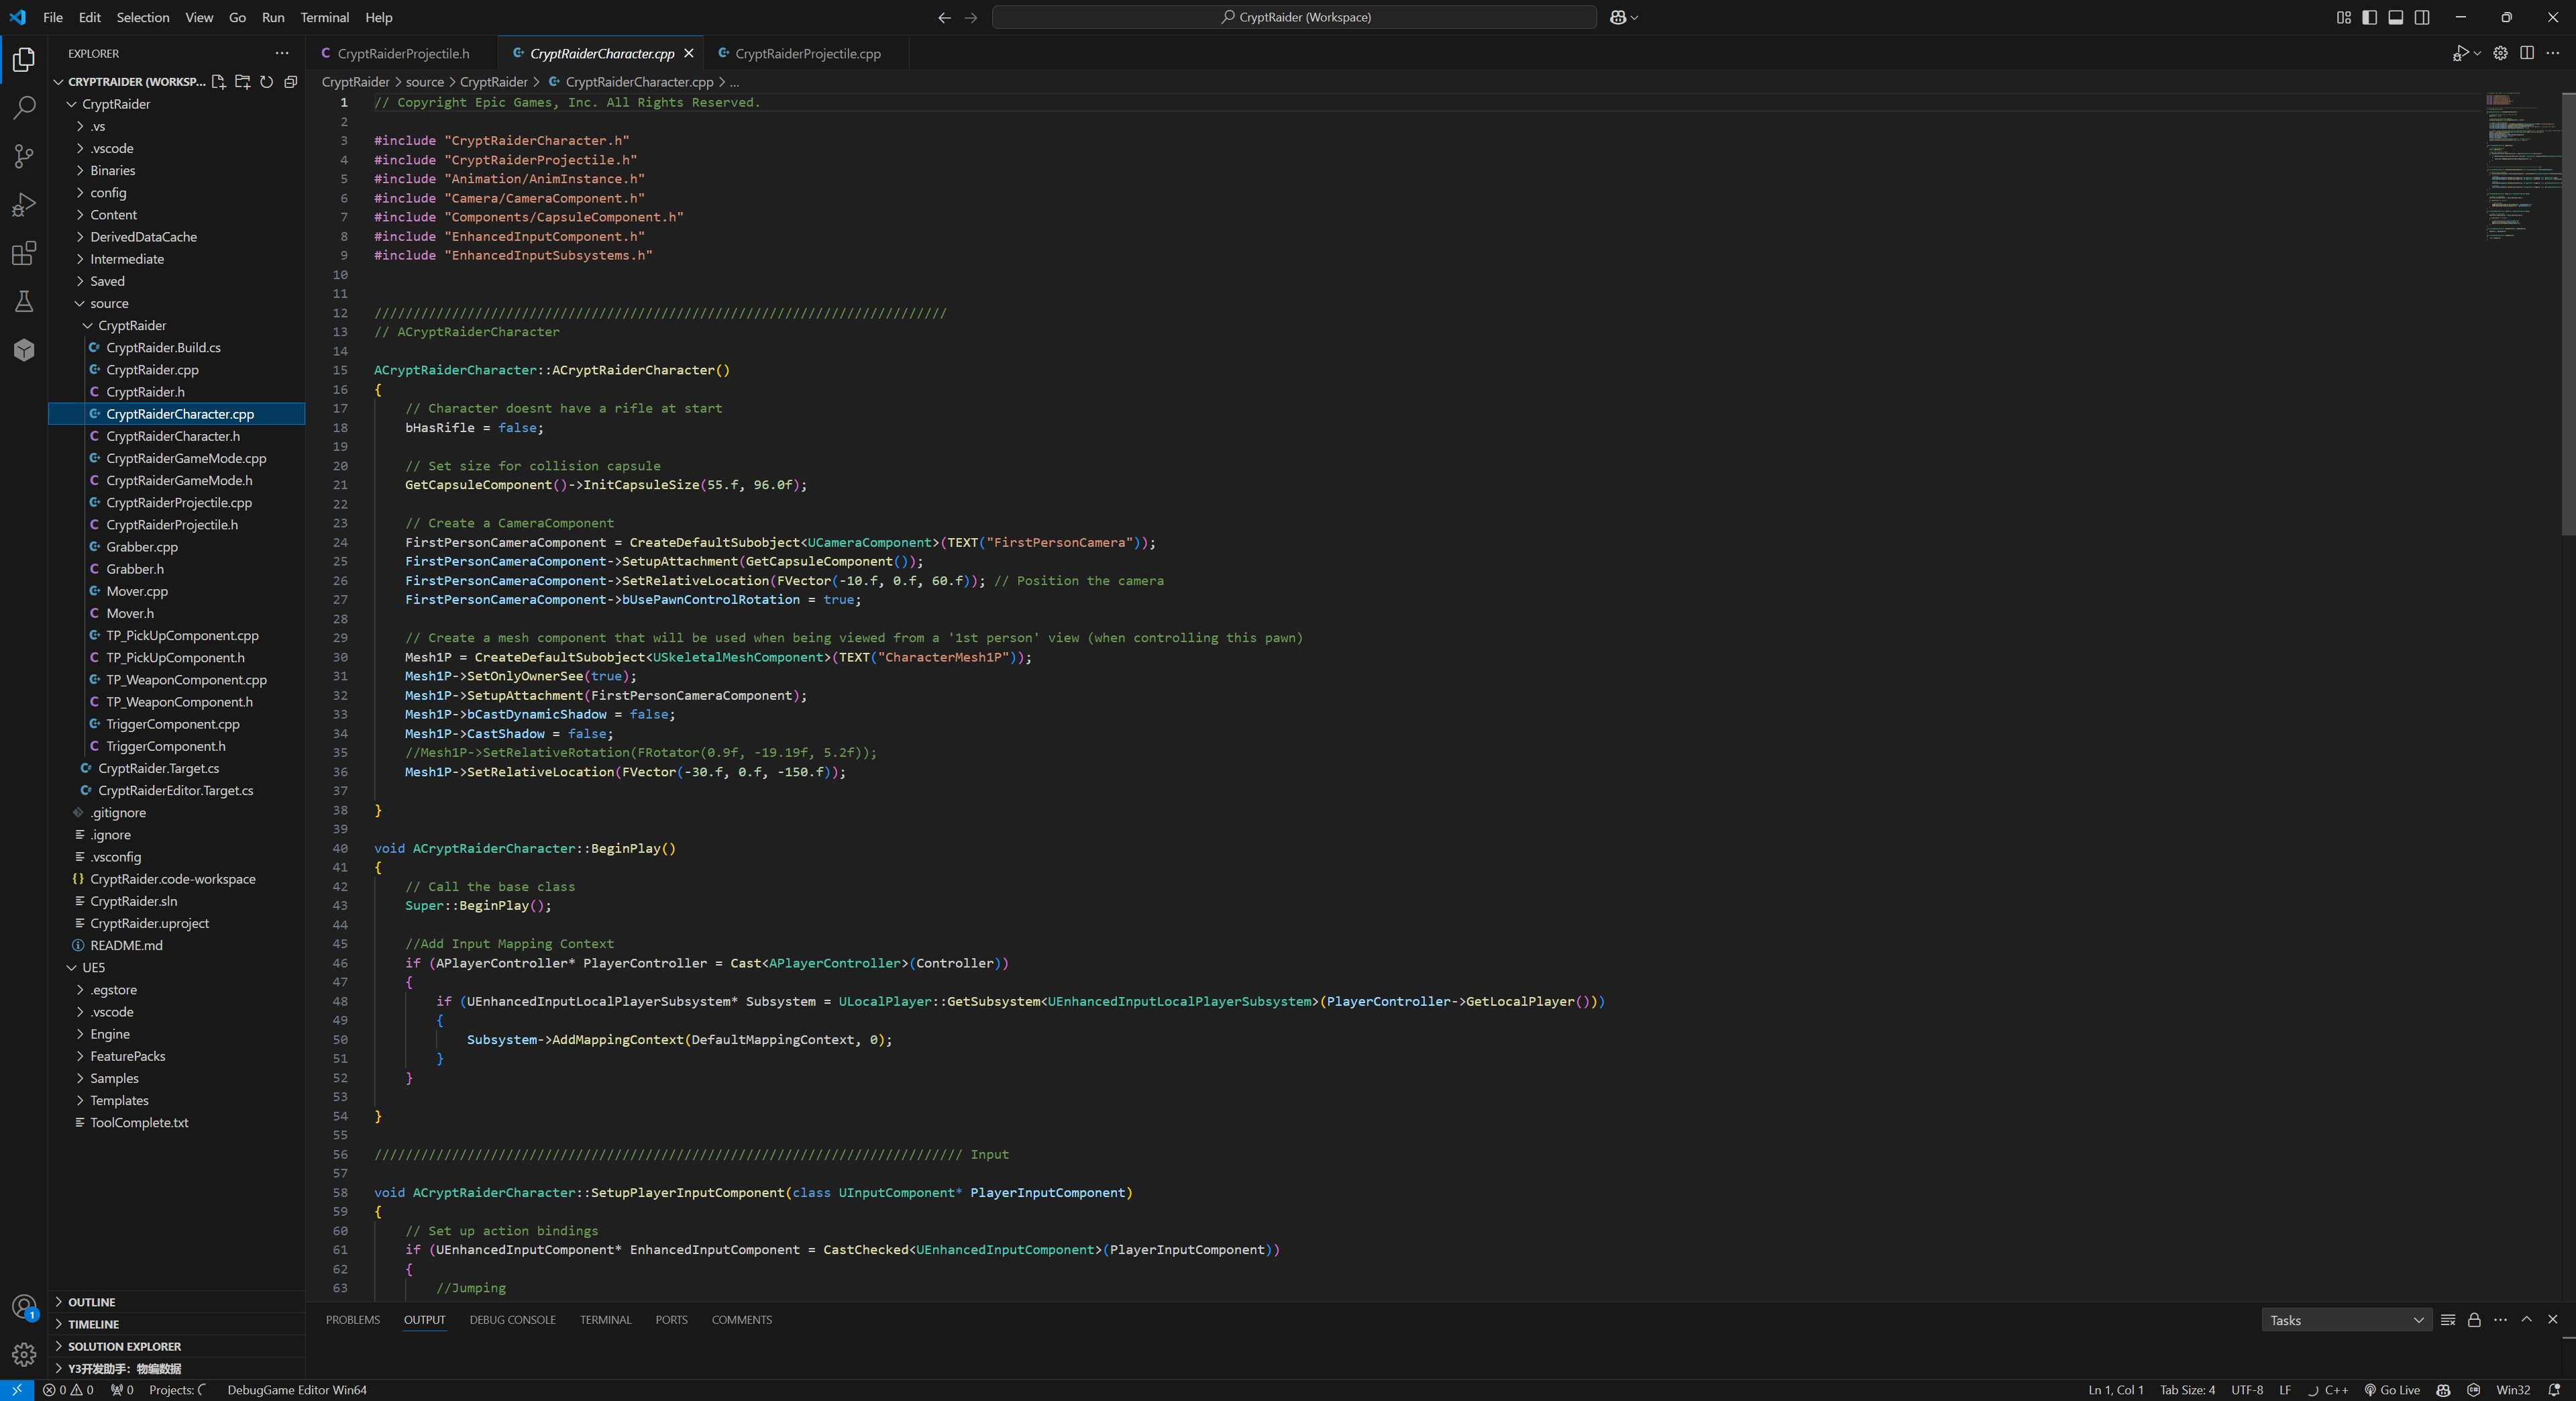 File Edit Selection View Go Run Terminal Help
CryptRaider (Workspace)
EXPLORER
CRYPTRAIDER (WORKSP...
CryptRaider
.vs
.vscode
Binaries
config
Content
DerivedDataCache
Intermediate
Saved
source
CryptRaider
CryptRaider.Build.cs
CryptRaider.cpp
CryptRaider.h
CryptRaiderCharacter.cpp
CryptRaiderCharacter.h
CryptRaiderGameMode.cpp
CryptRaiderGameMode.h
CryptRaiderProjectile.cpp
CryptRaiderProjectile.h
Grabber.cpp
Grabber.h
Mover.cpp
Mover.h
TP_PickUpComponent.cpp
TP_PickUpComponent.h
TP_WeaponComponent.cpp
TP_WeaponComponent.h
TriggerComponent.cpp
TriggerComponent.h
CryptRaider.Target.cs
CryptRaiderEditor.Target.cs
.gitignore
.ignore
.vsconfig
CryptRaider.code-workspace
CryptRaider.sln
CryptRaider.uproject
README.md
UE5
.egstore
.vscode
Engine
FeaturePacks
Samples
Templates
ToolComplete.txt
OUTLINE
TIMELINE
SOLUTION EXPLORER
Y3开发助手：物编数据
CryptRaiderProjectile.h CryptRaiderCharacter.cpp CryptRaiderProjectile.cpp
CryptRaider > source > CryptRaider > CryptRaiderCharacter.cpp > ...
1 // Copyright Epic Games, Inc. All Rights Reserved.
2
3 #include "CryptRaiderCharacter.h"
4 #include "CryptRaiderProjectile.h"
5 #include "Animation/AnimInstance.h"
6 #include "Camera/CameraComponent.h"
7 #include "Components/CapsuleComponent.h"
8 #include "EnhancedInputComponent.h"
9 #include "EnhancedInputSubsystems.h"
10
11
12 //////////////////////////////////////////////////////////////////////////
13 // ACryptRaiderCharacter
14
15 ACryptRaiderCharacter::ACryptRaiderCharacter()
16 {
17 // Character doesnt have a rifle at start
18 bHasRifle = false;
19
20 // Set size for collision capsule
21 GetCapsuleComponent()->InitCapsuleSize(55.f, 96.0f);
22
23 // Create a CameraComponent
24 FirstPersonCameraComponent = CreateDefaultSubobject<UCameraComponent>(TEXT("FirstPersonCamera"));
25 FirstPersonCameraComponent->SetupAttachment(GetCapsuleComponent());
26 FirstPersonCameraComponent->SetRelativeLocation(FVector(-10.f, 0.f, 60.f)); // Position the camera
27 FirstPersonCameraComponent->bUsePawnControlRotation = true;
28
29 // Create a mesh component that will be used when being viewed from a '1st person' view (when controlling this pawn)
30 Mesh1P = CreateDefaultSubobject<USkeletalMeshComponent>(TEXT("CharacterMesh1P"));
31 Mesh1P->SetOnlyOwnerSee(true);
32 Mesh1P->SetupAttachment(FirstPersonCameraComponent);
33 Mesh1P->bCastDynamicShadow = false;
34 Mesh1P->CastShadow = false;
35 //Mesh1P->SetRelativeRotation(FRotator(0.9f, -19.19f, 5.2f));
36 Mesh1P->SetRelativeLocation(FVector(-30.f, 0.f, -150.f));
37
38 }
39
40 void ACryptRaiderCharacter::BeginPlay()
41 {
42 // Call the base class
43 Super::BeginPlay();
44
45 //Add Input Mapping Context
46 if (APlayerController* PlayerController = Cast<APlayerController>(Controller))
47 {
48 if (UEnhancedInputLocalPlayerSubsystem* Subsystem = ULocalPlayer::GetSubsystem<UEnhancedInputLocalPlayerSubsystem>(PlayerController->GetLocalPlayer()))
49 {
50 Subsystem->AddMappingContext(DefaultMappingContext, 0);
51 }
52 }
53
54 }
55
56 //////////////////////////////////////////////////////////////////////////// Input
57
58 void ACryptRaiderCharacter::SetupPlayerInputComponent(class UInputComponent* PlayerInputComponent)
59 {
60 // Set up action bindings
61 if (UEnhancedInputComponent* EnhancedInputComponent = CastChecked<UEnhancedInputComponent>(PlayerInputComponent))
62 {
63 //Jumping
PROBLEMS OUTPUT DEBUG CONSOLE TERMINAL PORTS COMMENTS
Tasks
1
0 0 0 Projects: DebugGame Editor Win64
Ln 1, Col 1 Tab Size: 4 UTF-8 LF C++ Go Live Win32